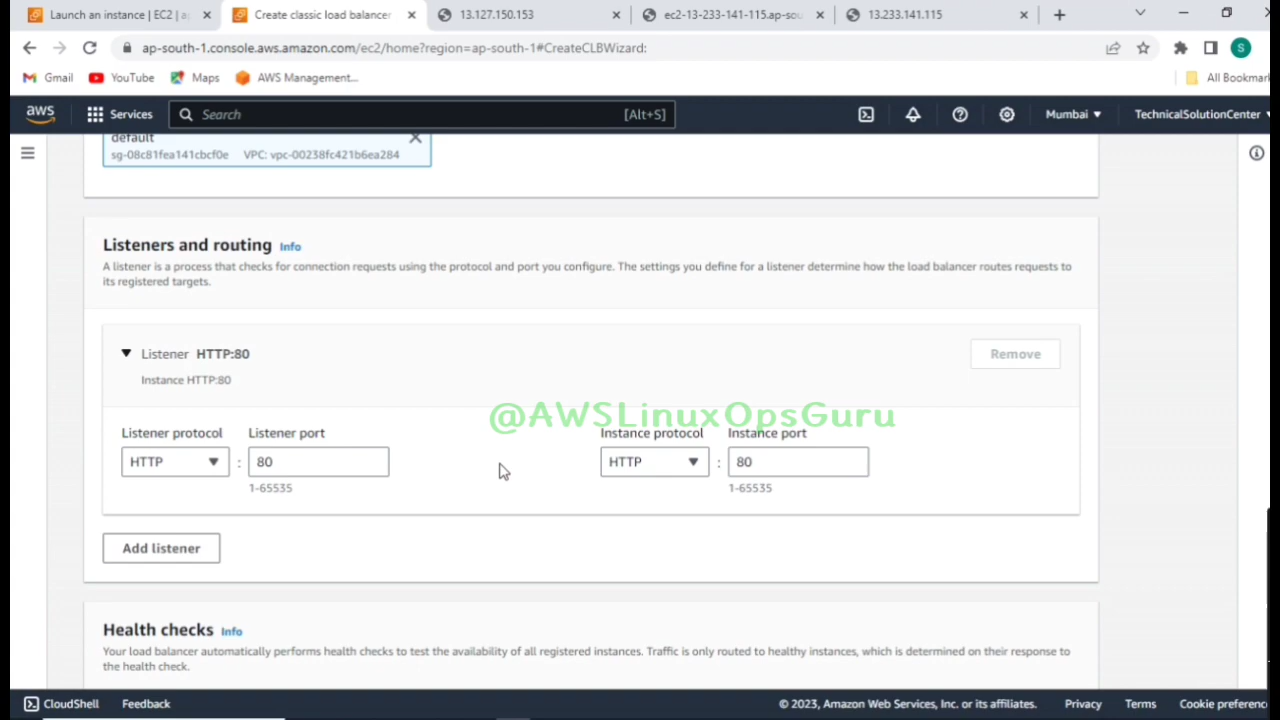 Launch an instance | EC2 | ap
Create classic load balancer
13.127.150.153
ec2-13-233-141-115.ap-sou
13.233.141.115
ap-south-1.console.aws.amazon.com/ec2/home?region=ap-south-1#CreateCLBWizard:
S
Gmail
YouTube
Maps
AWS Management...
All Bookmar
aws
Services
Search
[Alt+S]
Mumbai
TechnicalSolutionCenter
default
sg-08c81fea141cbcf0e VPC: vpc-00238fc421b6ea284
Listeners and routing Info
A listener is a process that checks for connection requests using the protocol and port you configure. The settings you define for a listener determine how the load balancer routes requests to
its registered targets.
Listener HTTP:80
Remove
Instance HTTP:80
@AWSLinuxOpsGuru
Listener protocol Listener port Instance protocol Instance port
HTTP : 80 HTTP : 80
1-65535 1-65535
Add listener
Health checks Info
Your load balancer automatically performs health checks to test the availability of all registered instances. Traffic is only routed to healthy instances, which is determined on their response to
the health check.
CloudShell Feedback © 2023, Amazon Web Services, Inc. or its affiliates. Privacy Terms Cookie preferenc